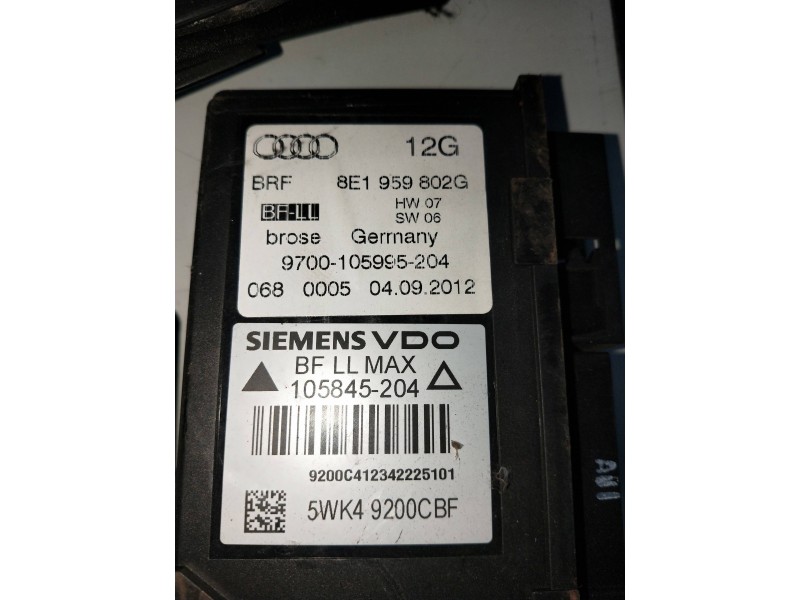 12G
BRF 8E1 959 802G
HW 07
BF-LL
SW 06
brose Germany
9700-105995-204
068 0005 04.09.2012
SIEMENS VDO
BF LL MAX
105845-204
9200C412342225101
5WK4 9200CBF